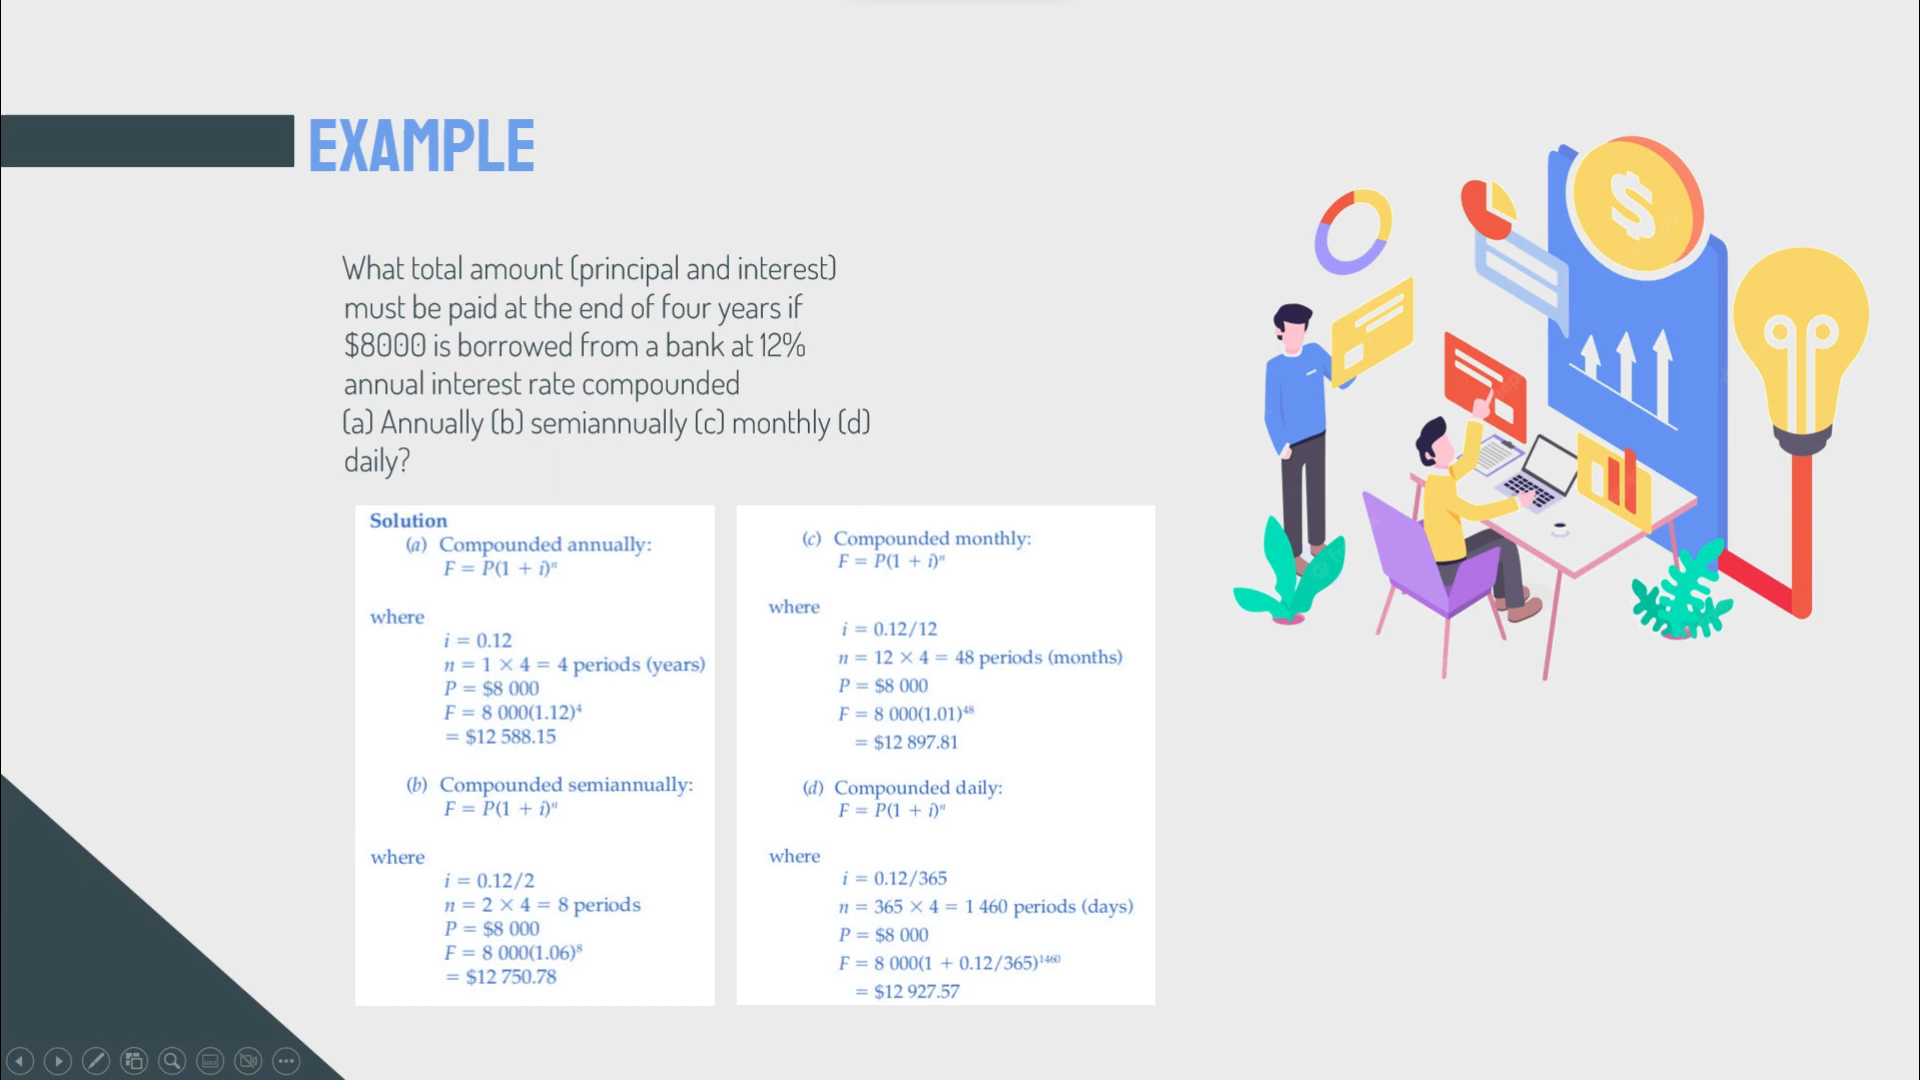 EXAMPLE
What total amount (principal and interest)
must be paid at the end of four years if
$8000 is borrowed from a bank at 12%
annual interest rate compounded
(a) Annually (b) semiannually (c) monthly (d)
daily?
Solution
(a) Compounded annually:
F = P(1 + i)ⁿ
where
i = 0.12
n = 1 × 4 = 4 periods (years)
P = $8 000
F = 8 000(1.12)⁴
= $12 588.15
(b) Compounded semiannually:
F = P(1 + i)ⁿ
where
i = 0.12/2
n = 2 × 4 = 8 periods
P = $8 000
F = 8 000(1.06)⁸
= $12 750.78
(c) Compounded monthly:
F = P(1 + i)ⁿ
where
i = 0.12/12
n = 12 × 4 = 48 periods (months)
P = $8 000
F = 8 000(1.01)⁴⁸
= $12 897.81
(d) Compounded daily:
F = P(1 + i)ⁿ
where
i = 0.12/365
n = 365 × 4 = 1 460 periods (days)
P = $8 000
F = 8 000(1 + 0.12/365)¹⁴⁶⁰
= $12 927.57
$